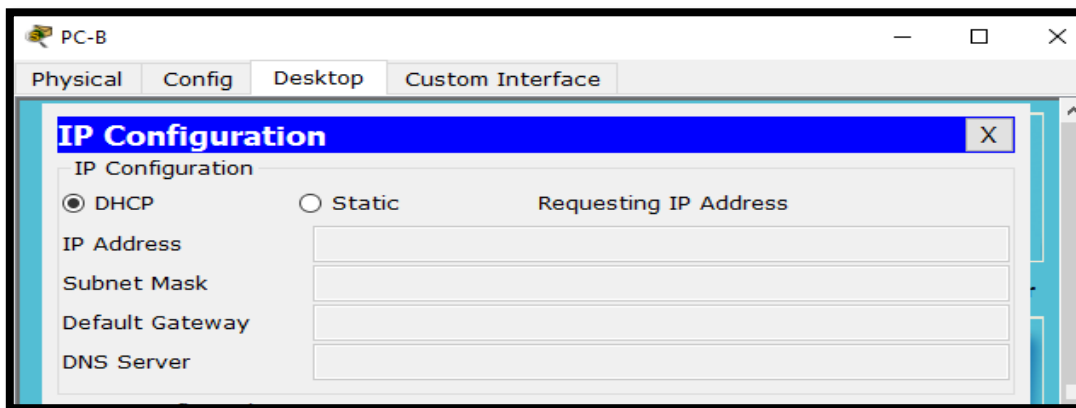 PC-B
Physical Config Desktop Custom Interface
IP Configuration X
IP Configuration
DHCP Static Requesting IP Address
IP Address
Subnet Mask
Default Gateway
DNS Server